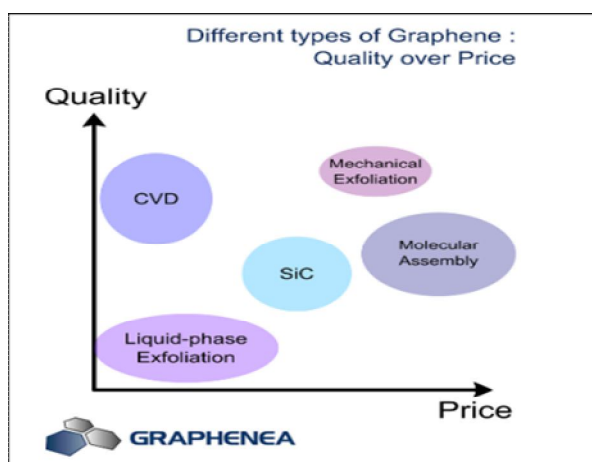 Different types of Graphene :
Quality over Price
Quality
Mechanical
Exfoliation
CVD
Molecular
Assembly
SiC
Liquid-phase
Exfoliation
Price
GRAPHENEA